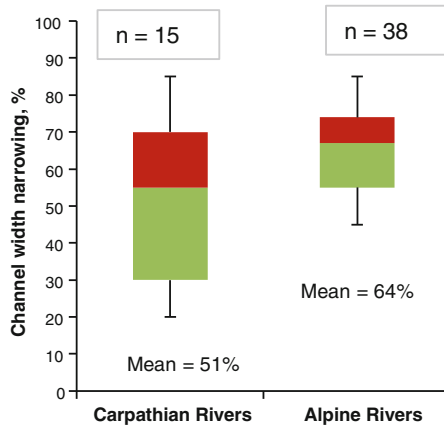 Channel width narrowing, %
100
90
80
70
60
50
40
30
20
10
0
n = 15
n = 38
Mean = 51%
Mean = 64%
Carpathian Rivers
Alpine Rivers